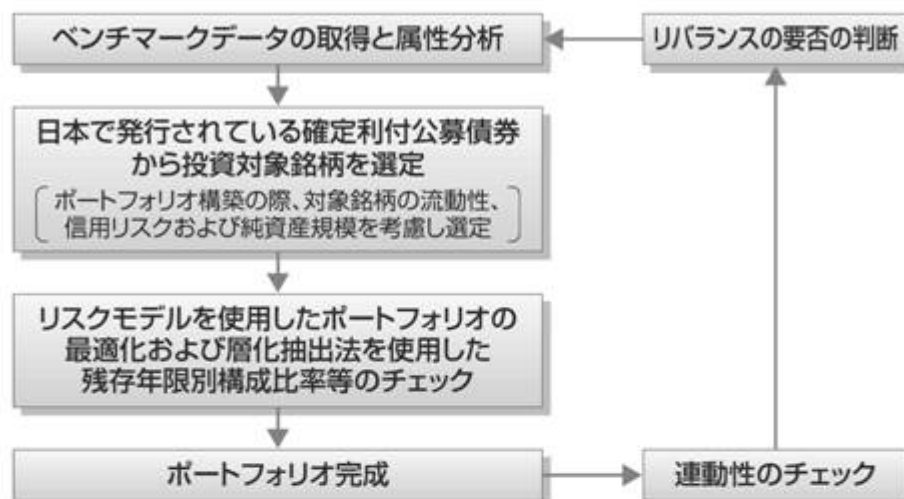 ベンチマークデータの取得と属性分析
リバランスの要否の判断
日本で発行されている確定利付公募債券
から投資対象銘柄を選定
ポートフォリオ構築の際、対象銘柄の流動性、
信用リスクおよび純資産規模を考慮し選定
リスクモデルを使用したポートフォリオの
最適化および層化抽出法を使用した
残存年限別構成比率等のチェック
ポートフォリオ完成
連動性のチェック